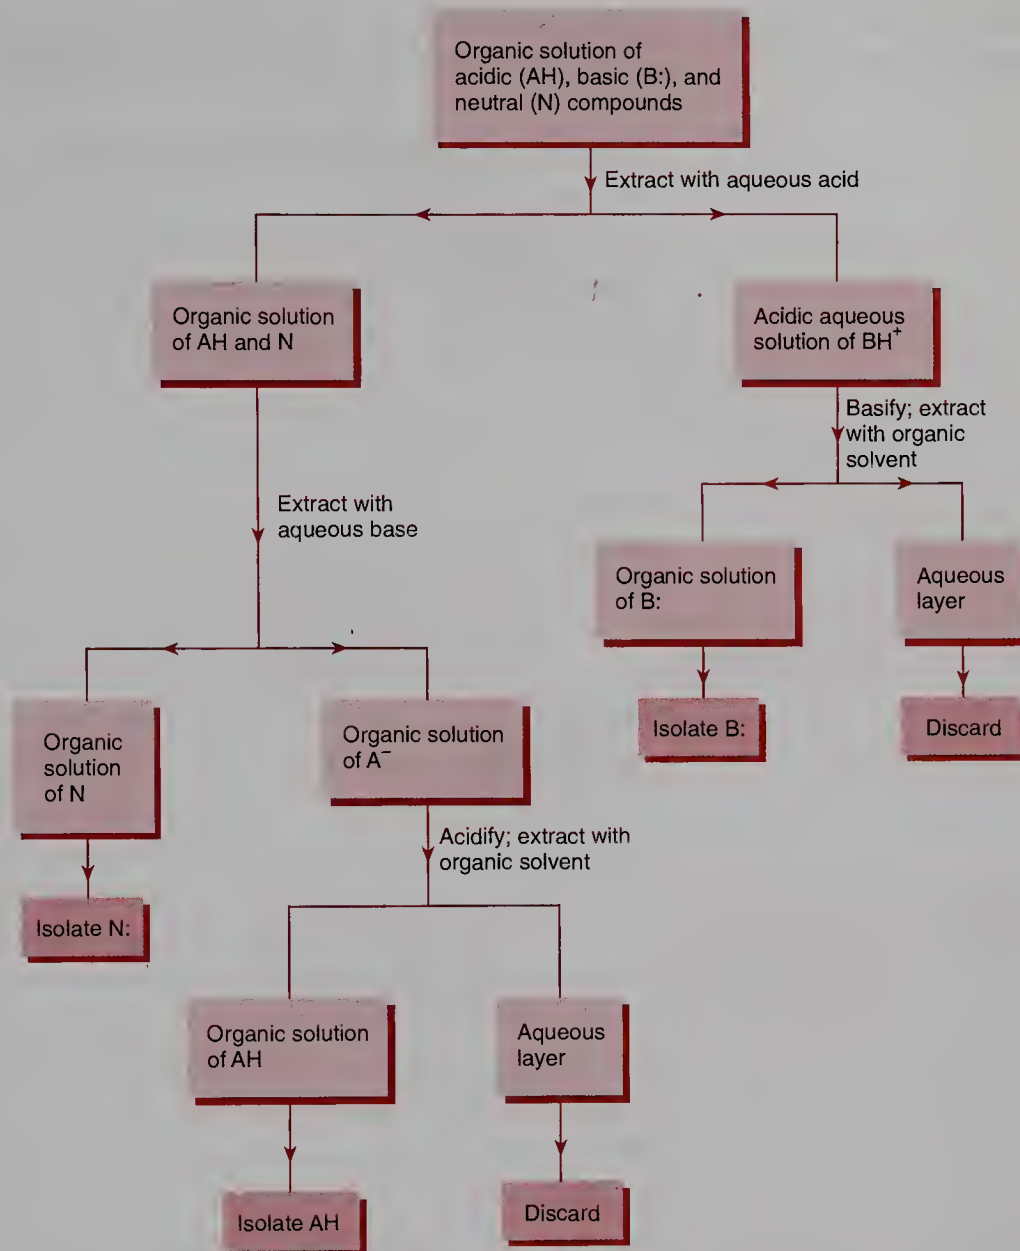 Organic solution of
acidic (AH), basic (B:), and
neutral (N) compounds
Extract with aqueous acid
Organic solution
of AH and N
Acidic aqueous
solution of BH⁺
Basify; extract
with organic
solvent
Extract with
aqueous base
Organic solution
of B:
Aqueous
layer
Isolate B:
Discard
Organic
solution
of N
Organic solution
of A⁻
Acidify; extract with
organic solvent
Isolate N:
Organic solution
of AH
Aqueous
layer
Isolate AH
Discard